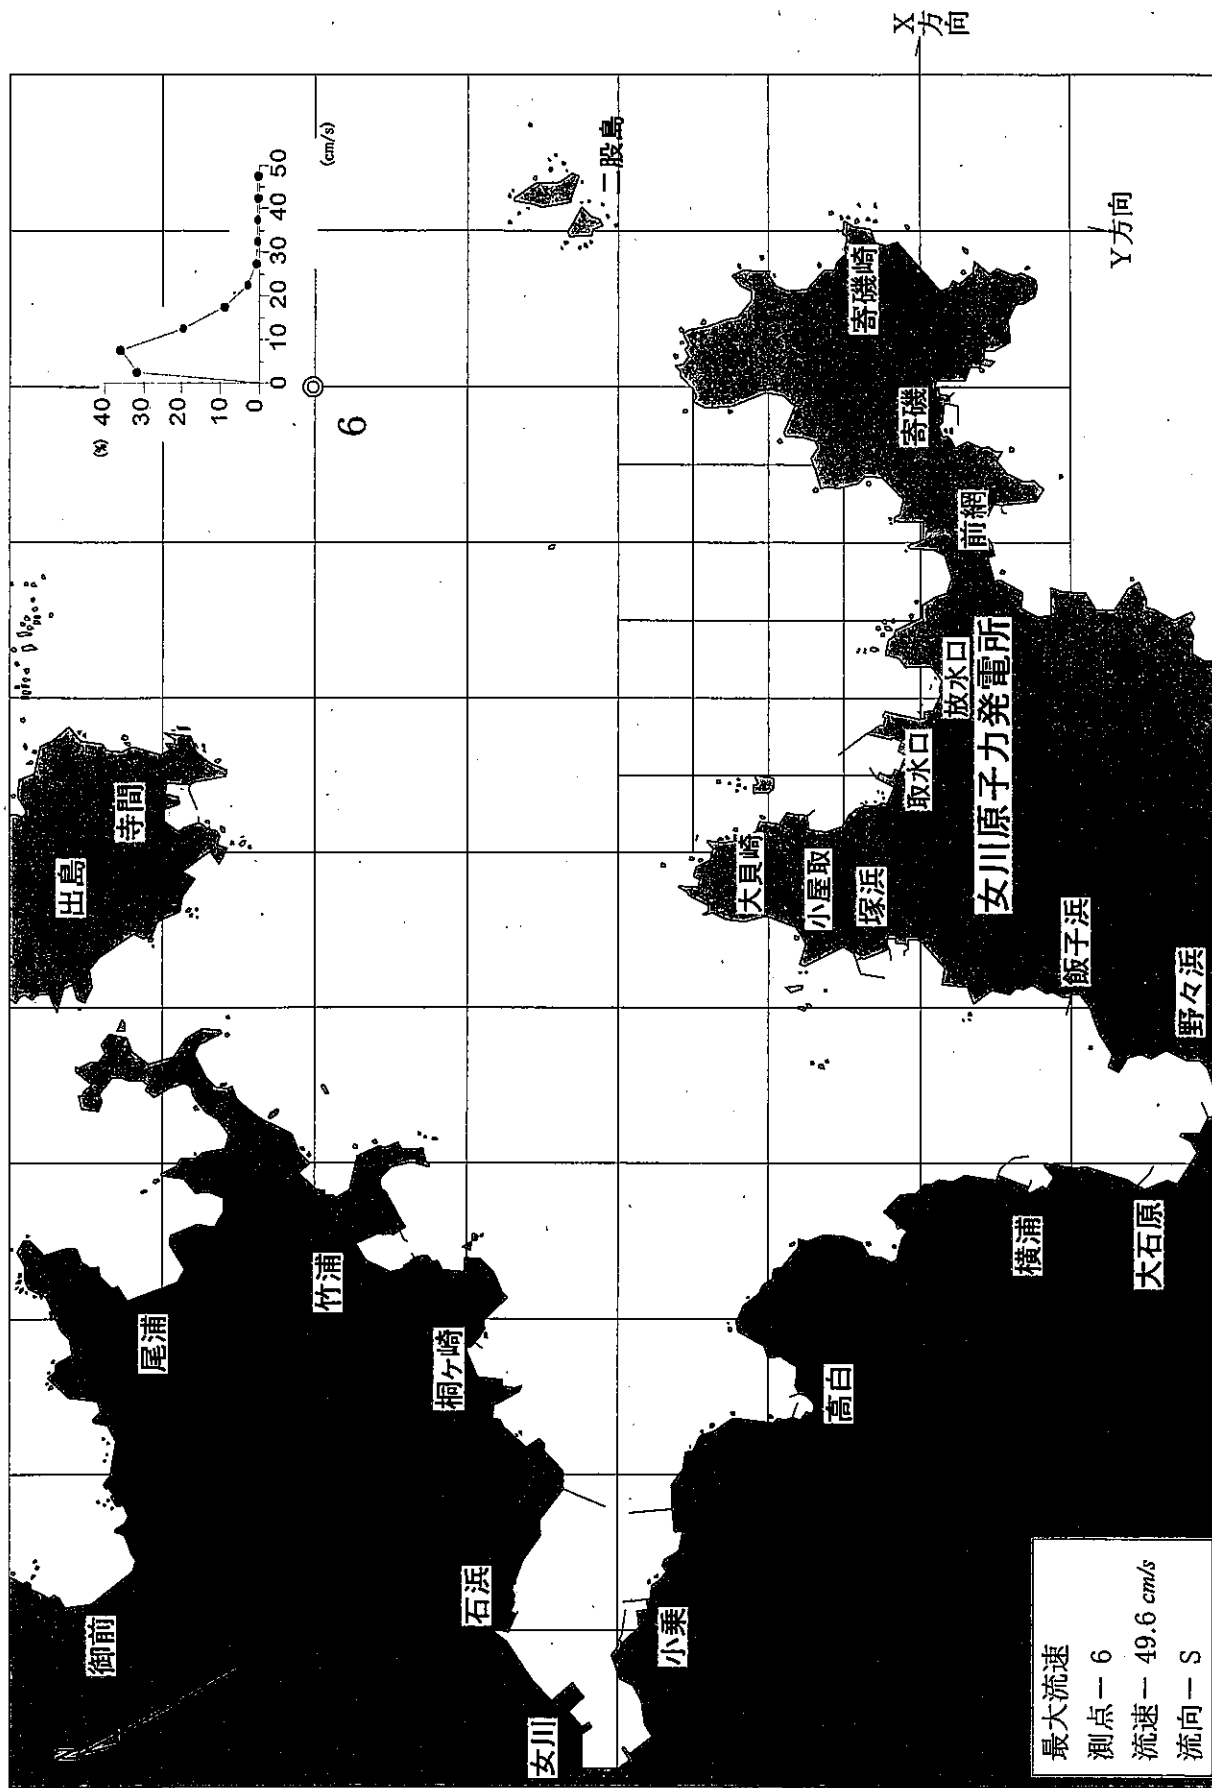 御前
尾浦
出島
寺間
竹浦
桐ヶ崎
石浜
女川
小乗
高白
横浦
大石原
野々浜
飯子浜
塚浜
小屋取
大貝崎
取水口
放水口
女川原子力発電所
前網
寄磯
寄磯崎
二股島
6
(%)
40
30
20
10
0
0
10
20
30
40
50
(cm/s)
X方向
Y方向
最大流速
測点－6
流速－49.6 cm/s
流向－S